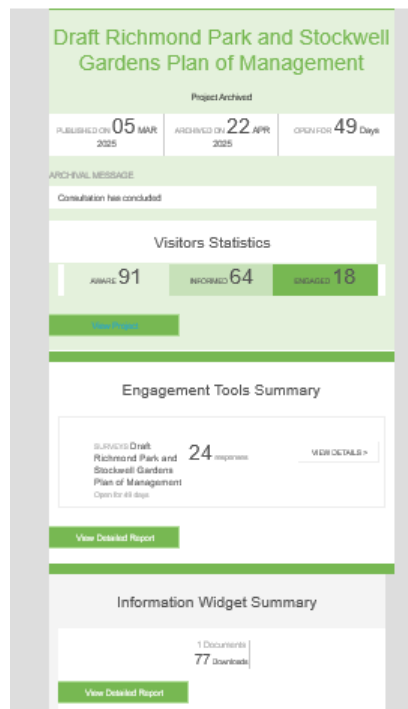 Draft Richmond Park and Stockwell
Gardens Plan of Management
Project Archived
PUBLISHED ON 05 MAR
2025
ARCHIVED ON 22 APR
2025
OPEN FOR 49 Days
ARCHIVAL MESSAGE
Consultation has concluded
Visitors Statistics
AWARE 91
INFORMED 64
ENGAGED 18
View Project
Engagement Tools Summary
SURVEYS Draft
Richmond Park and
Stockwell Gardens
Plan of Management
Open for 49 days
24 responses
VIEW DETAILS >
View Detailed Report
Information Widget Summary
1 Documents
77 Downloads
View Detailed Report